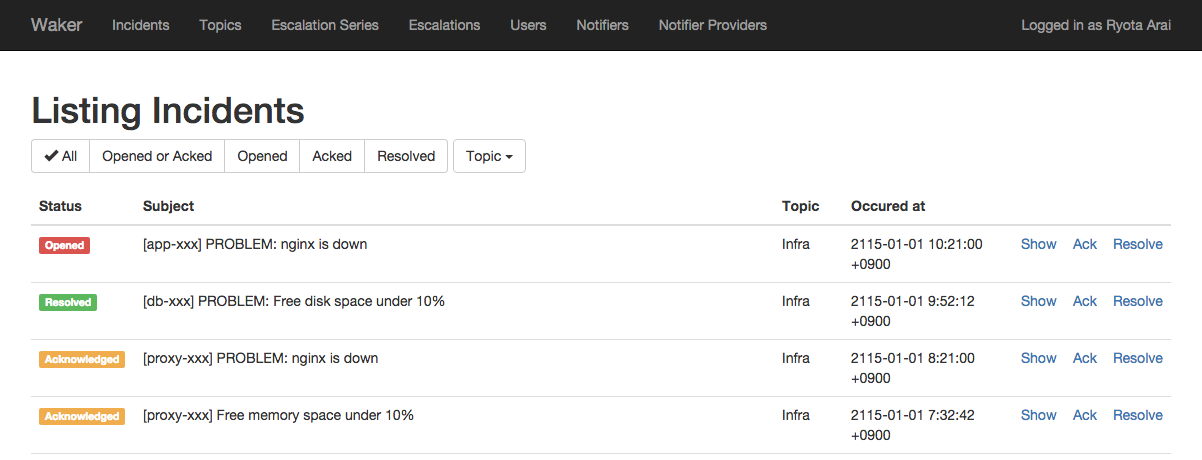 Waker Incidents Topics Escalation Series Escalations Users Notifiers Notifier Providers Logged in as Ryota Arai
Listing Incidents
All Opened or Acked Opened Acked Resolved Topic
Status Subject Topic Occured at
Opened [app-xxx] PROBLEM: nginx is down Infra 2115-01-01 10:21:00 Show Ack Resolve
+0900
Resolved [db-xxx] PROBLEM: Free disk space under 10% Infra 2115-01-01 9:52:12 Show Ack Resolve
+0900
Acknowledged [proxy-xxx] PROBLEM: nginx is down Infra 2115-01-01 8:21:00 Show Ack Resolve
+0900
Acknowledged [proxy-xxx] Free memory space under 10% Infra 2115-01-01 7:32:42 Show Ack Resolve
+0900